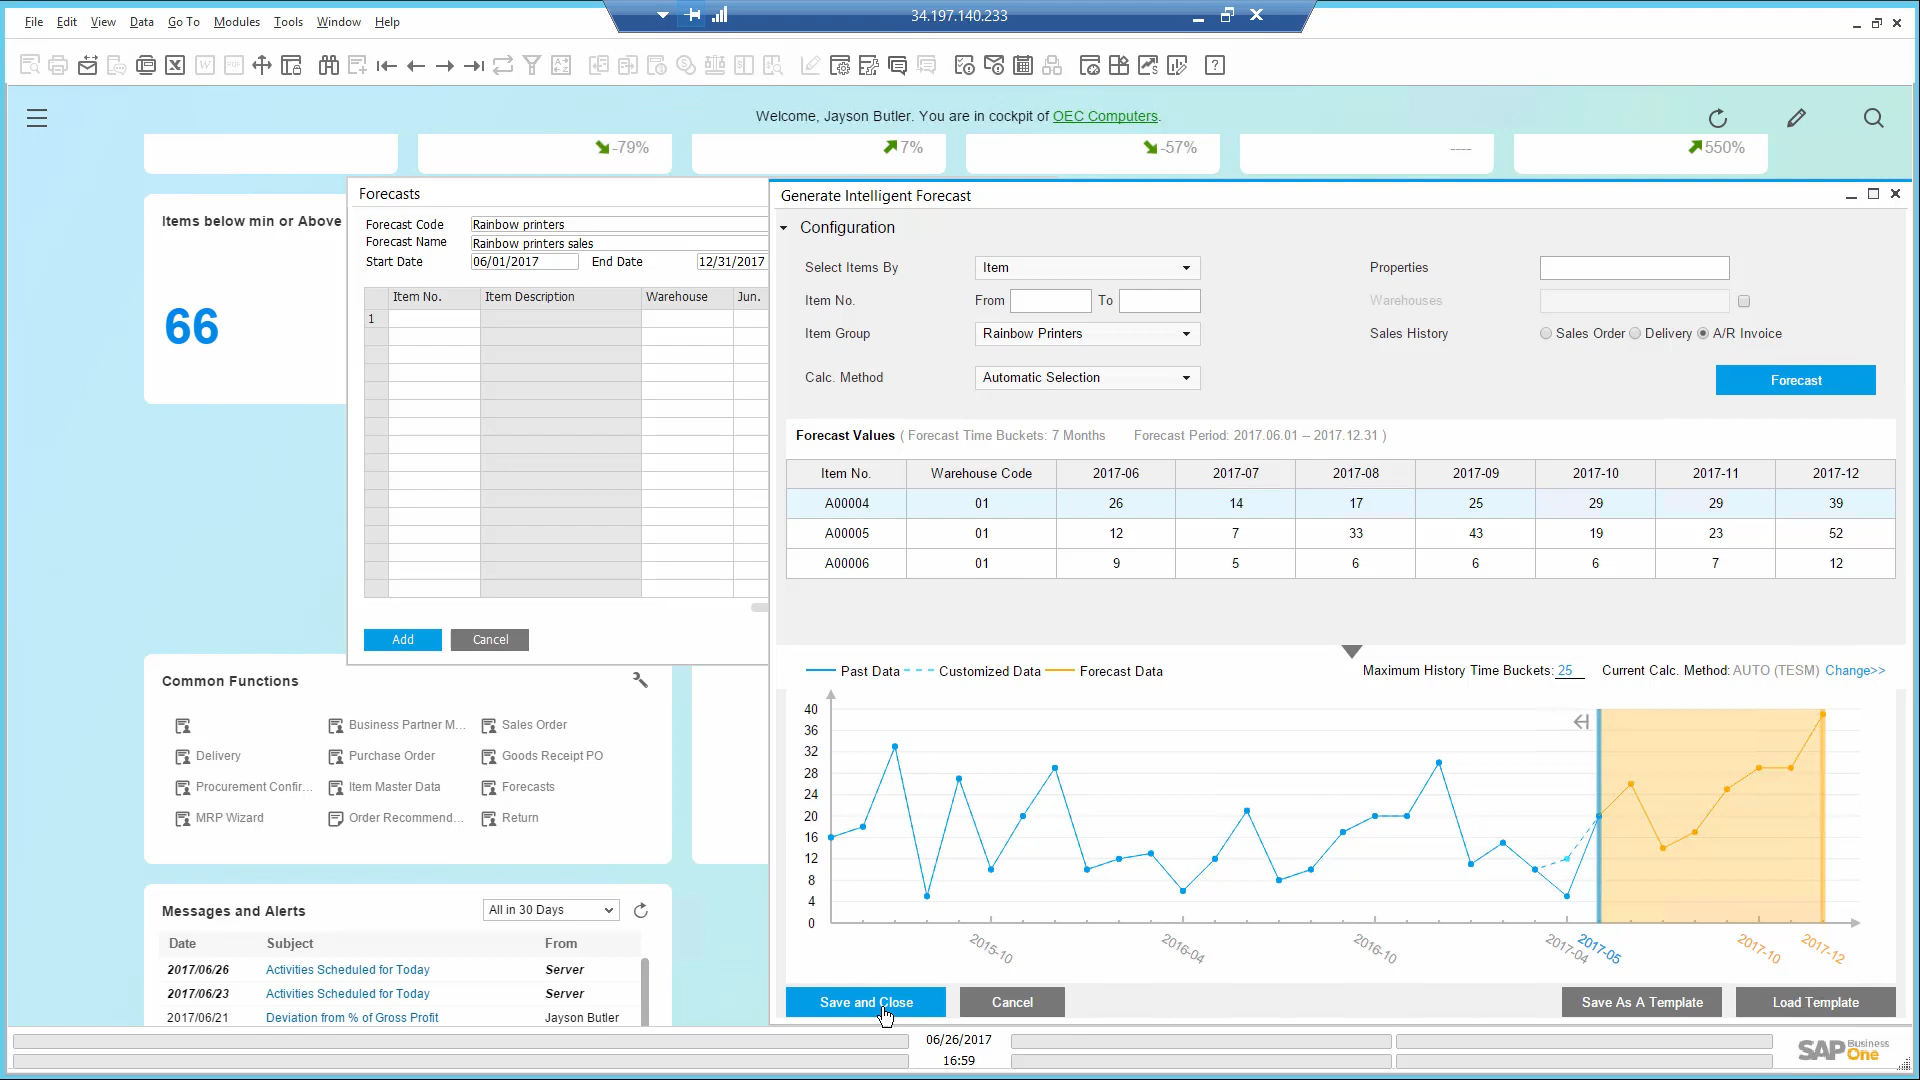 34.197.140.233
File Edit View Data Go To Modules Tools Window Help
Welcome, Jayson Butler. You are in cockpit of OEC Computers.
-79% 7% -57% ---- 550%
Items below min or Above
66
Forecasts
Forecast Code Rainbow printers
Forecast Name Rainbow printers sales
Start Date 06/01/2017 End Date 12/31/2017
Item No. Item Description Warehouse Jun.
1
Add Cancel
Generate Intelligent Forecast
Configuration
Select Items By Item Properties
Item No. From To Warehouses
Item Group Rainbow Printers Sales History Sales Order Delivery A/R Invoice
Calc. Method Automatic Selection Forecast
Forecast Values ( Forecast Time Buckets: 7 Months Forecast Period: 2017.06.01 – 2017.12.31 )
Item No. Warehouse Code 2017-06 2017-07 2017-08 2017-09 2017-10 2017-11 2017-12
A00004 01 26 14 17 25 29 29 39
A00005 01 12 7 33 43 19 23 52
A00006 01 9 5 6 6 6 7 12
Past Data Customized Data Forecast Data Maximum History Time Buckets: 25 Current Calc. Method: AUTO (TESM) Change>>
40
36
32
28
24
20
16
12
8
4
0
2015-10 2016-04 2016-10 2017-04 2017-05 2017-10 2017-12
Save and Close Cancel Save As A Template Load Template
Common Functions
Business Partner M... Sales Order
Delivery Purchase Order Goods Receipt PO
Procurement Confir... Item Master Data Forecasts
MRP Wizard Order Recommend... Return
Messages and Alerts All in 30 Days
Date Subject From
2017/06/26 Activities Scheduled for Today Server
2017/06/23 Activities Scheduled for Today Server
2017/06/21 Deviation from % of Gross Profit Jayson Butler
06/26/2017
16:59
SAP Business One